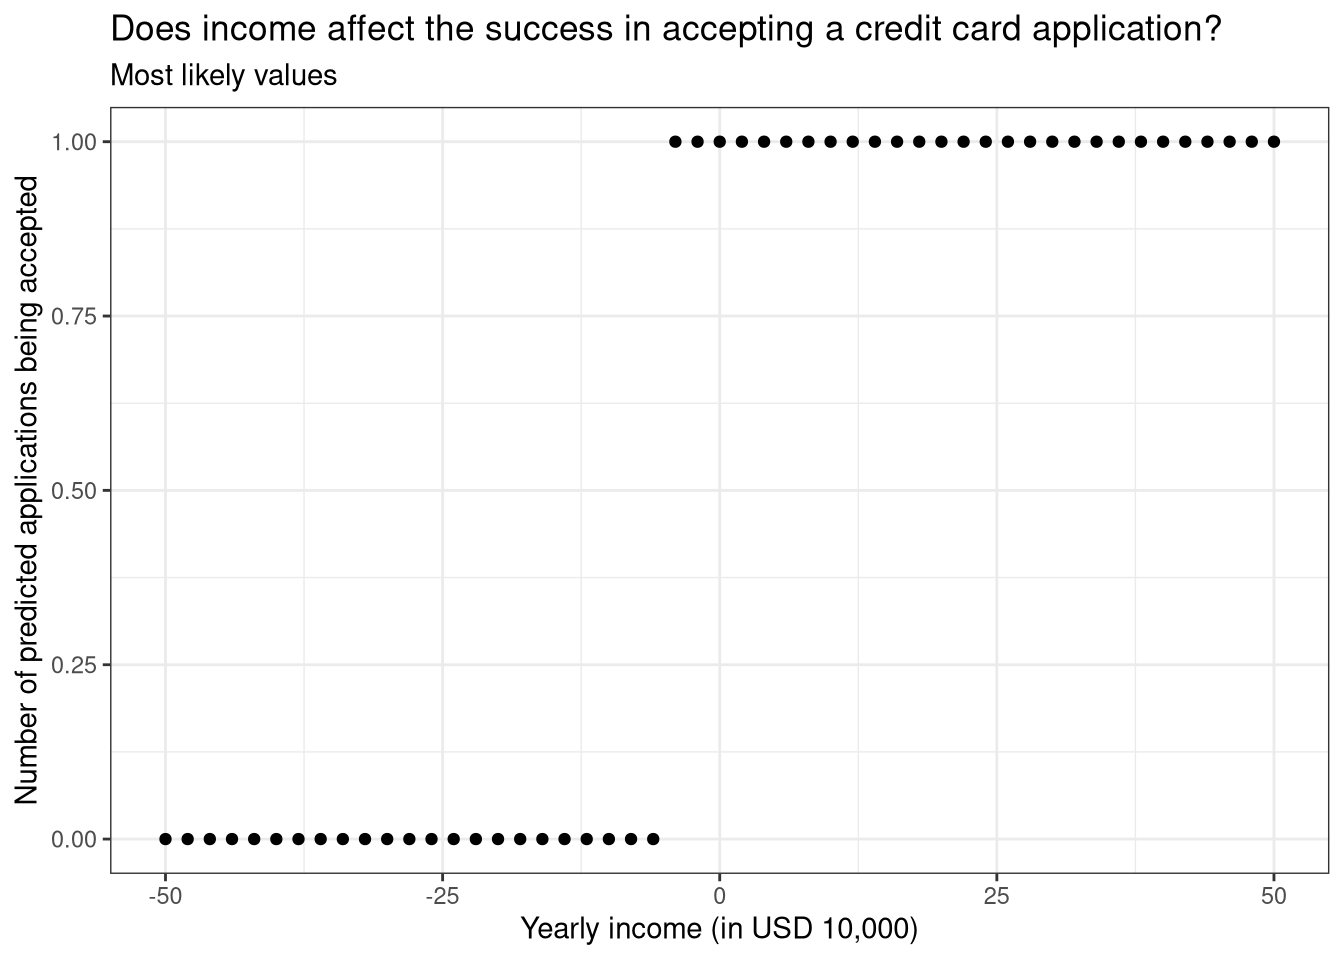 Does income affect the success in accepting a credit card application?
Most likely values
Number of predicted applications being accepted
1.00
0.75
0.50
0.25
0.00
-50
-25
0
25
50
Yearly income (in USD 10,000)